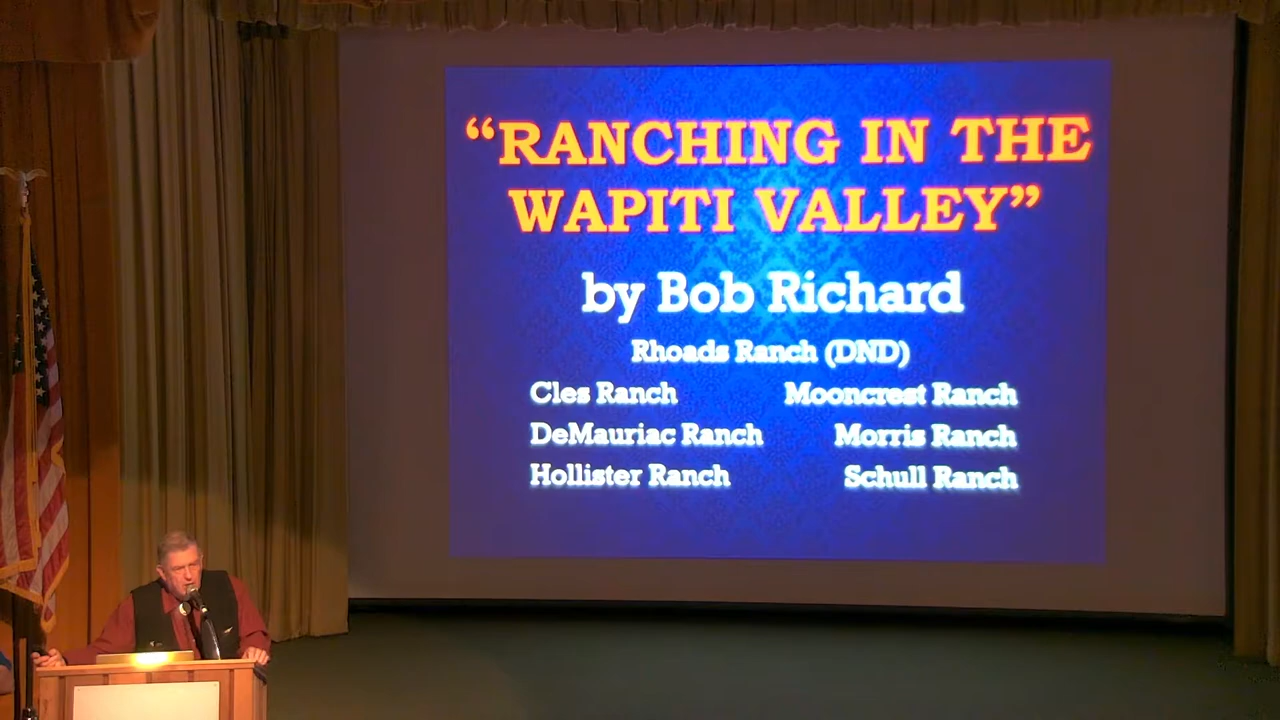 “RANCHING IN THE
WAPITI VALLEY”
by Bob Richard
Rhoads Ranch (DND)
Cles Ranch Mooncrest Ranch
DeMauriac Ranch Morris Ranch
Hollister Ranch Schull Ranch